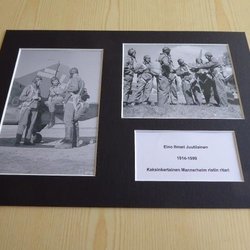 Eino Ilmari Juutilainen
1914-1999
Kaksinkertainen Mannerheim ristin ritari